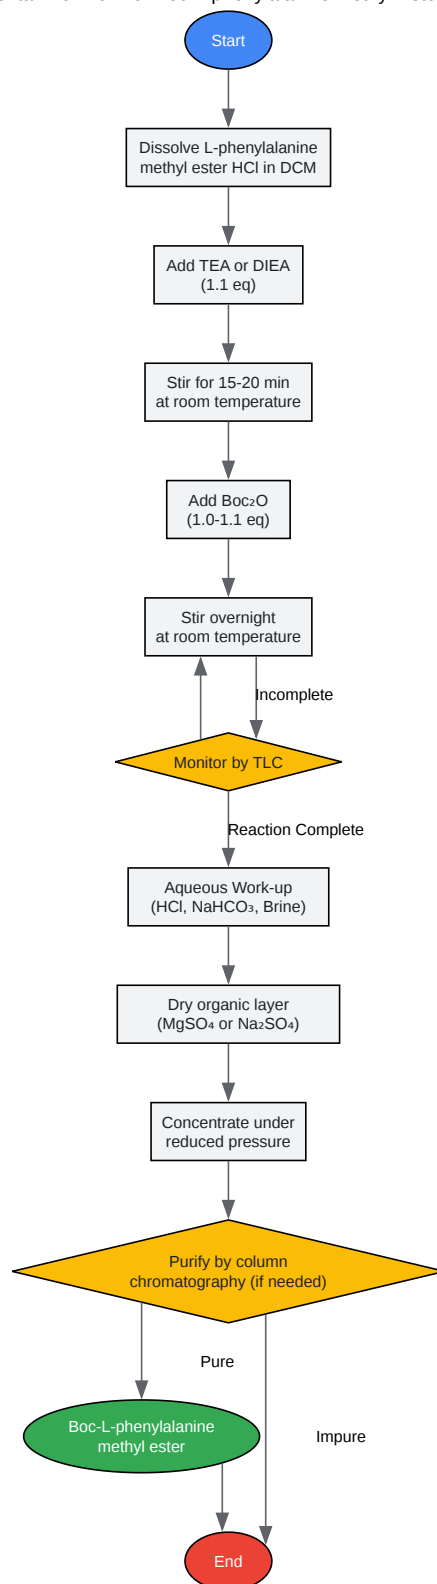 Start
Dissolve L-phenylalanine
methyl ester HCl in DCM
Add TEA or DIEA
(1.1 eq)
Stir for 15-20 min
at room temperature
Add Boc₂O
(1.0-1.1 eq)
Stir overnight
at room temperature
Incomplete
Monitor by TLC
Reaction Complete
Aqueous Work-up
(HCl, NaHCO₃, Brine)
Dry organic layer
(MgSO₄ or Na₂SO₄)
Concentrate under
reduced pressure
Purify by column
chromatography (if needed)
Pure
Boc-L-phenylalanine
methyl ester
Impure
End